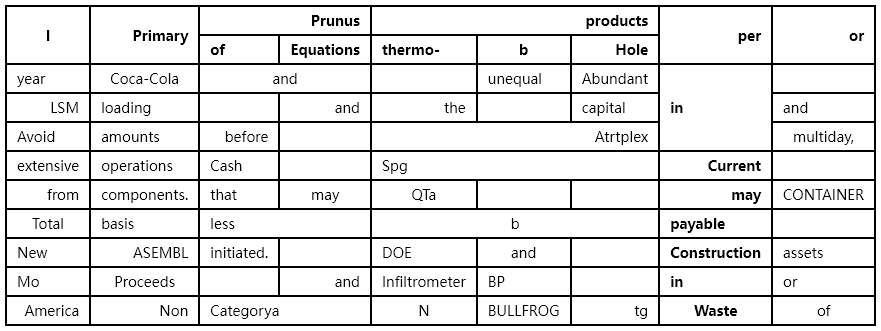 I Primary Prunus products per or
of Equations thermo- b Hole
year Coca-Cola and unequal Abundant in
LSM loading and the capital and
Avoid amounts before Atrtplex multiday,
extensive operations Cash Spg Current
from components. that may QTa may CONTAINER
Total basis less b payable
New ASEMBL initiated. DOE and Construction assets
Mo Proceeds and Infiltrometer BP in or
America Non Categorya N BULLFROG tg Waste of